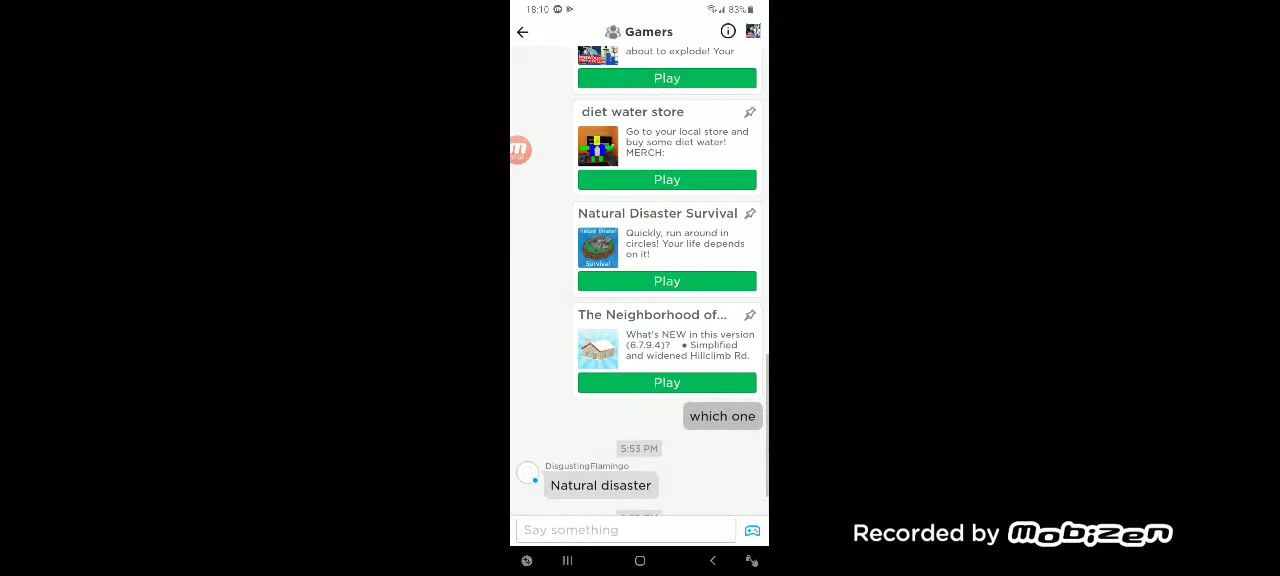 18:10
83%
Gamers
about to explode! Your
Play
diet water store
Go to your local store and
buy some diet water!
MERCH:
Play
Natural Disaster Survival
Natural Disaster
Survival
Quickly, run around in
circles! Your life depends
on it!
Play
The Neighborhood of...
What's NEW in this version
(6.7.9.4)? ● Simplified
and widened Hillclimb Rd.
Play
which one
5:53 PM
DisgustingFlamingo
Natural disaster
Say something
Recorded by mobizen